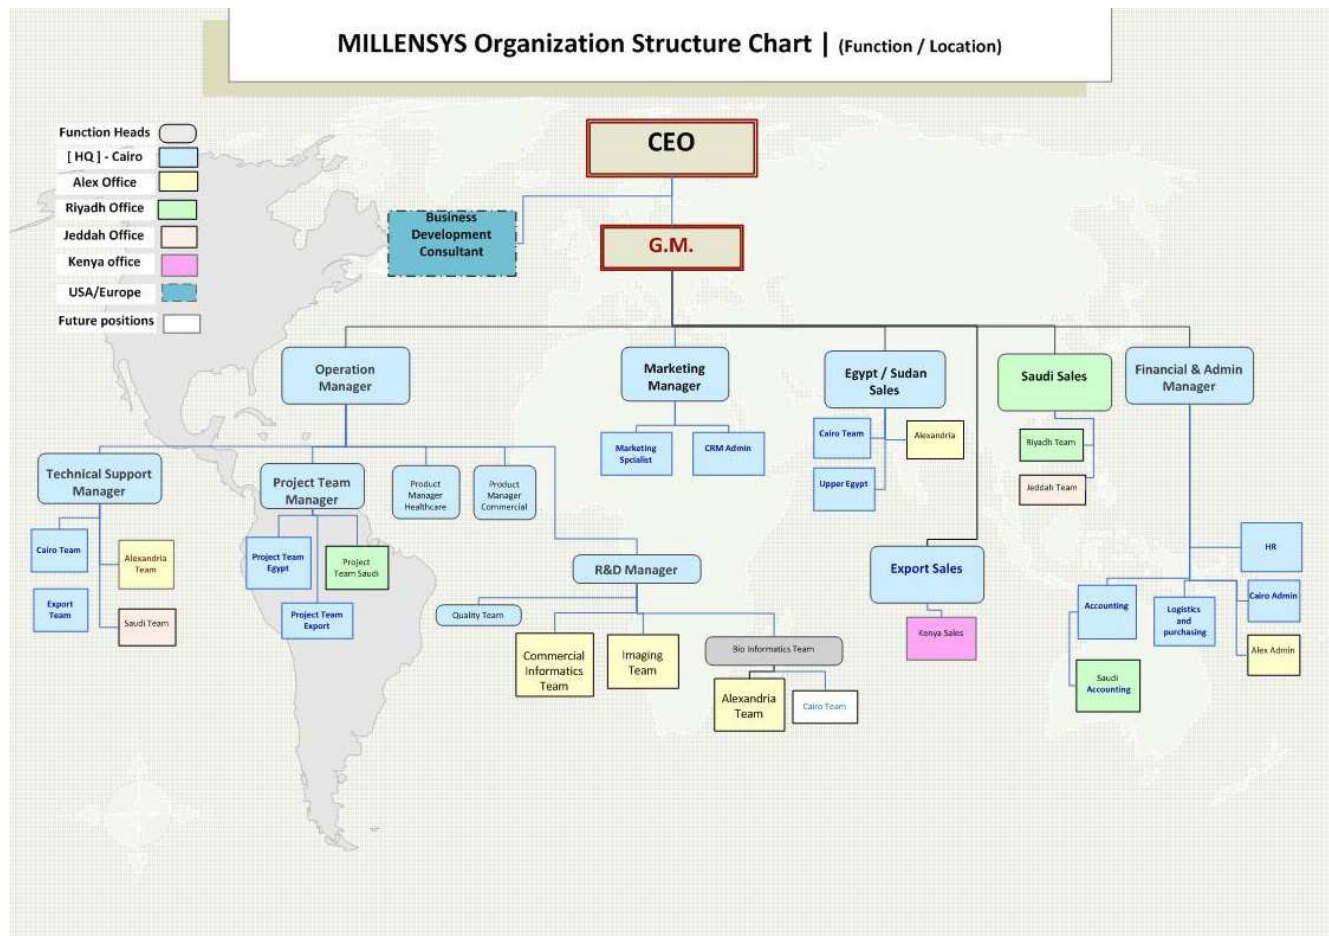 MILLENSYS Organization Structure Chart | (Function / Location)
Function Heads
[ HQ ] - Cairo
Alex Office
Riyadh Office
Jeddah Office
Kenya office
USA/Europe
Future positions
CEO
Business
Development
Consultant
G.M.
Operation
Manager
Marketing
Manager
Egypt / Sudan
Sales
Saudi Sales
Financial & Admin
Manager
Technical Support
Manager
Project Team
Manager
Product
Manager
Healthcare
Product
Manager
Commercial
Marketing
Spcialist
CRM Admin
Cairo Team
Alexandria
Upper Egypt
Riyadh Team
Jeddah Team
Cairo Team
Alexandria
Team
Export
Team
Saudi Team
Project Team
Egypt
Project
Team Saudi
Project Team
Export
R&D Manager
Quality Team
Commercial
Informatics
Team
Imaging
Team
Bio Informatics Team
Alexandria
Team
Cairo Team
Export Sales
Kenya Sales
HR
Accounting
Logistics
and
purchasing
Cairo Admin
Alex Admin
Saudi
Accounting